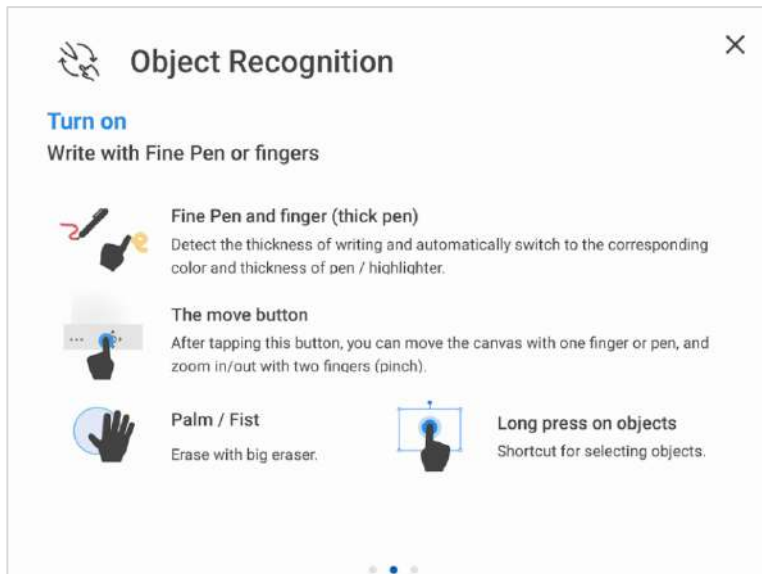 Object Recognition
Turn on
Write with Fine Pen or fingers
Fine Pen and finger (thick pen)
Detect the thickness of writing and automatically switch to the corresponding
color and thickness of pen / highlighter.
The move button
After tapping this button, you can move the canvas with one finger or pen, and
zoom in/out with two fingers (pinch).
Palm / Fist
Erase with big eraser.
Long press on objects
Shortcut for selecting objects.